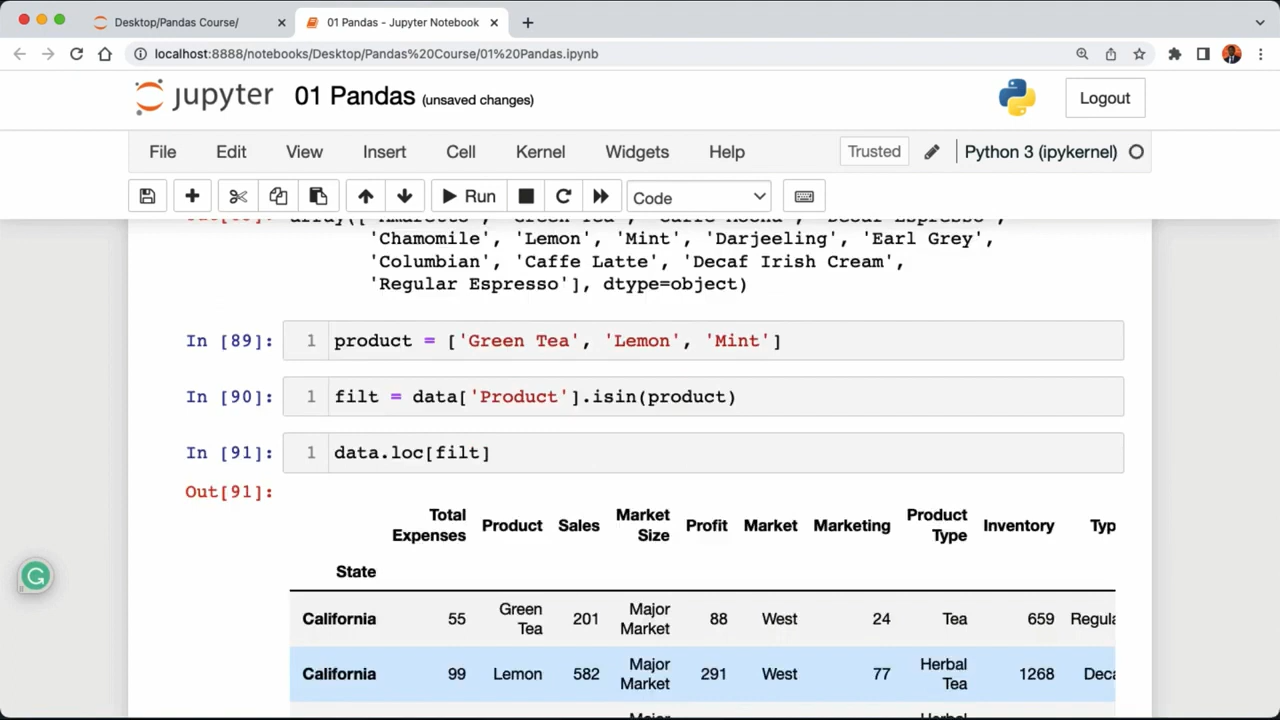 Desktop/Pandas Course/
01 Pandas - Jupyter Notebook
localhost:8888/notebooks/Desktop/Pandas%20Course/01%20Pandas.ipynb
jupyter 01 Pandas (unsaved changes)
Logout
File Edit View Insert Cell Kernel Widgets Help Trusted Python 3 (ipykernel)
Run Code
'Chamomile', 'Lemon', 'Mint', 'Darjeeling', 'Earl Grey',
'Columbian', 'Caffe Latte', 'Decaf Irish Cream',
'Regular Espresso'], dtype=object)
In [89]: 1 product = ['Green Tea', 'Lemon', 'Mint']
In [90]: 1 filt = data['Product'].isin(product)
In [91]: 1 data.loc[filt]
Out[91]:
Total Expenses Product Sales Market Size Profit Market Marketing Product Type Inventory Typ
State
California 55 Green Tea 201 Major Market 88 West 24 Tea 659 Regula
California 99 Lemon 582 Major Market 291 West 77 Herbal Tea 1268 Deca